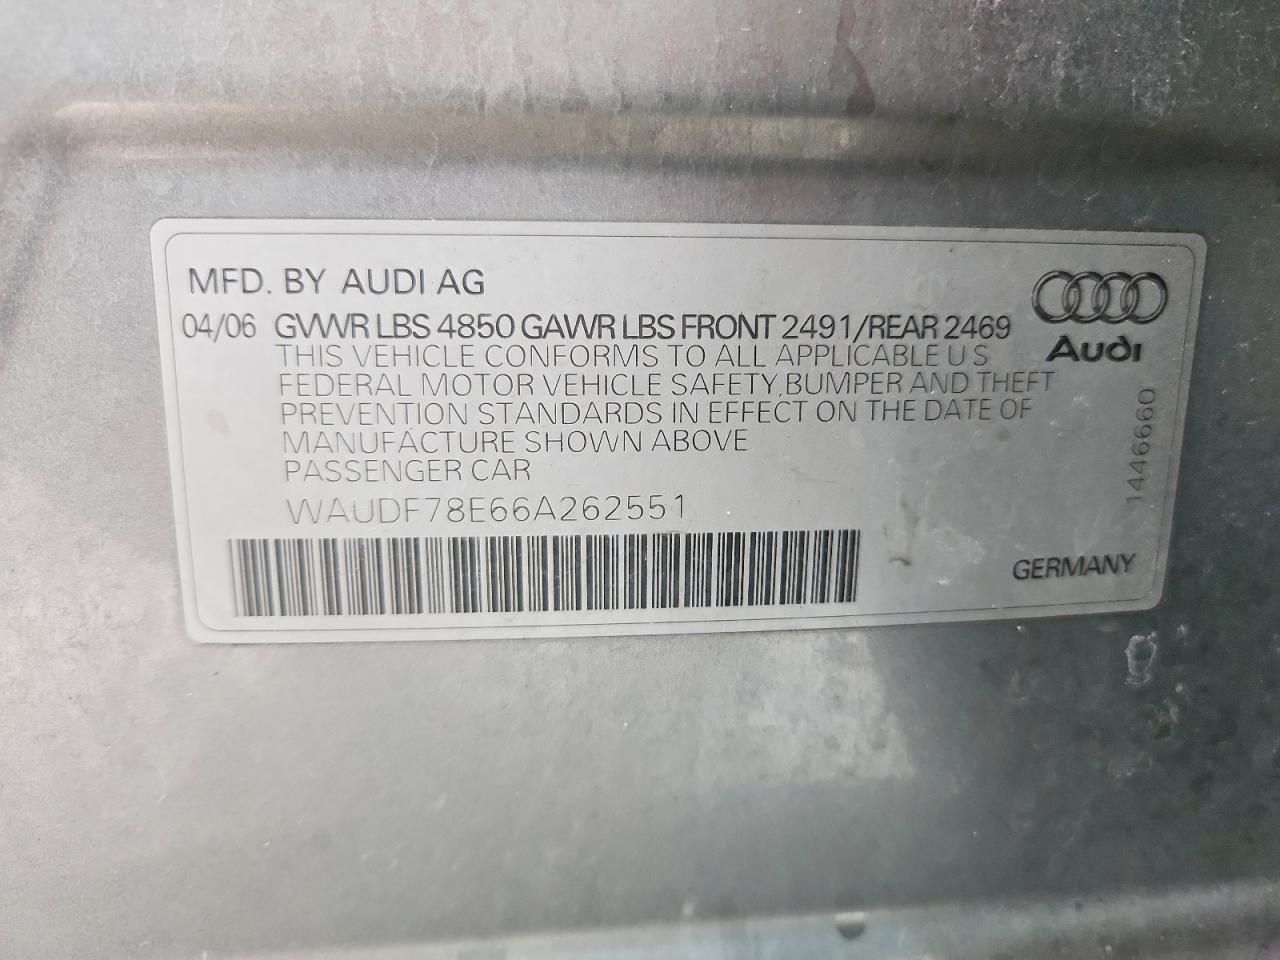 MFD. BY AUDI AG
04/06 GVWR LBS 4850 GAWR LBS FRONT 2491/REAR 2469
THIS VEHICLE CONFORMS TO ALL APPLICABLE U S
FEDERAL MOTOR VEHICLE SAFETY, BUMPER AND THEFT
PREVENTION STANDARDS IN EFFECT ON THE DATE OF
MANUFACTURE SHOWN ABOVE
PASSENGER CAR
WAUDF78E66A262551
Audi
1446660
GERMANY